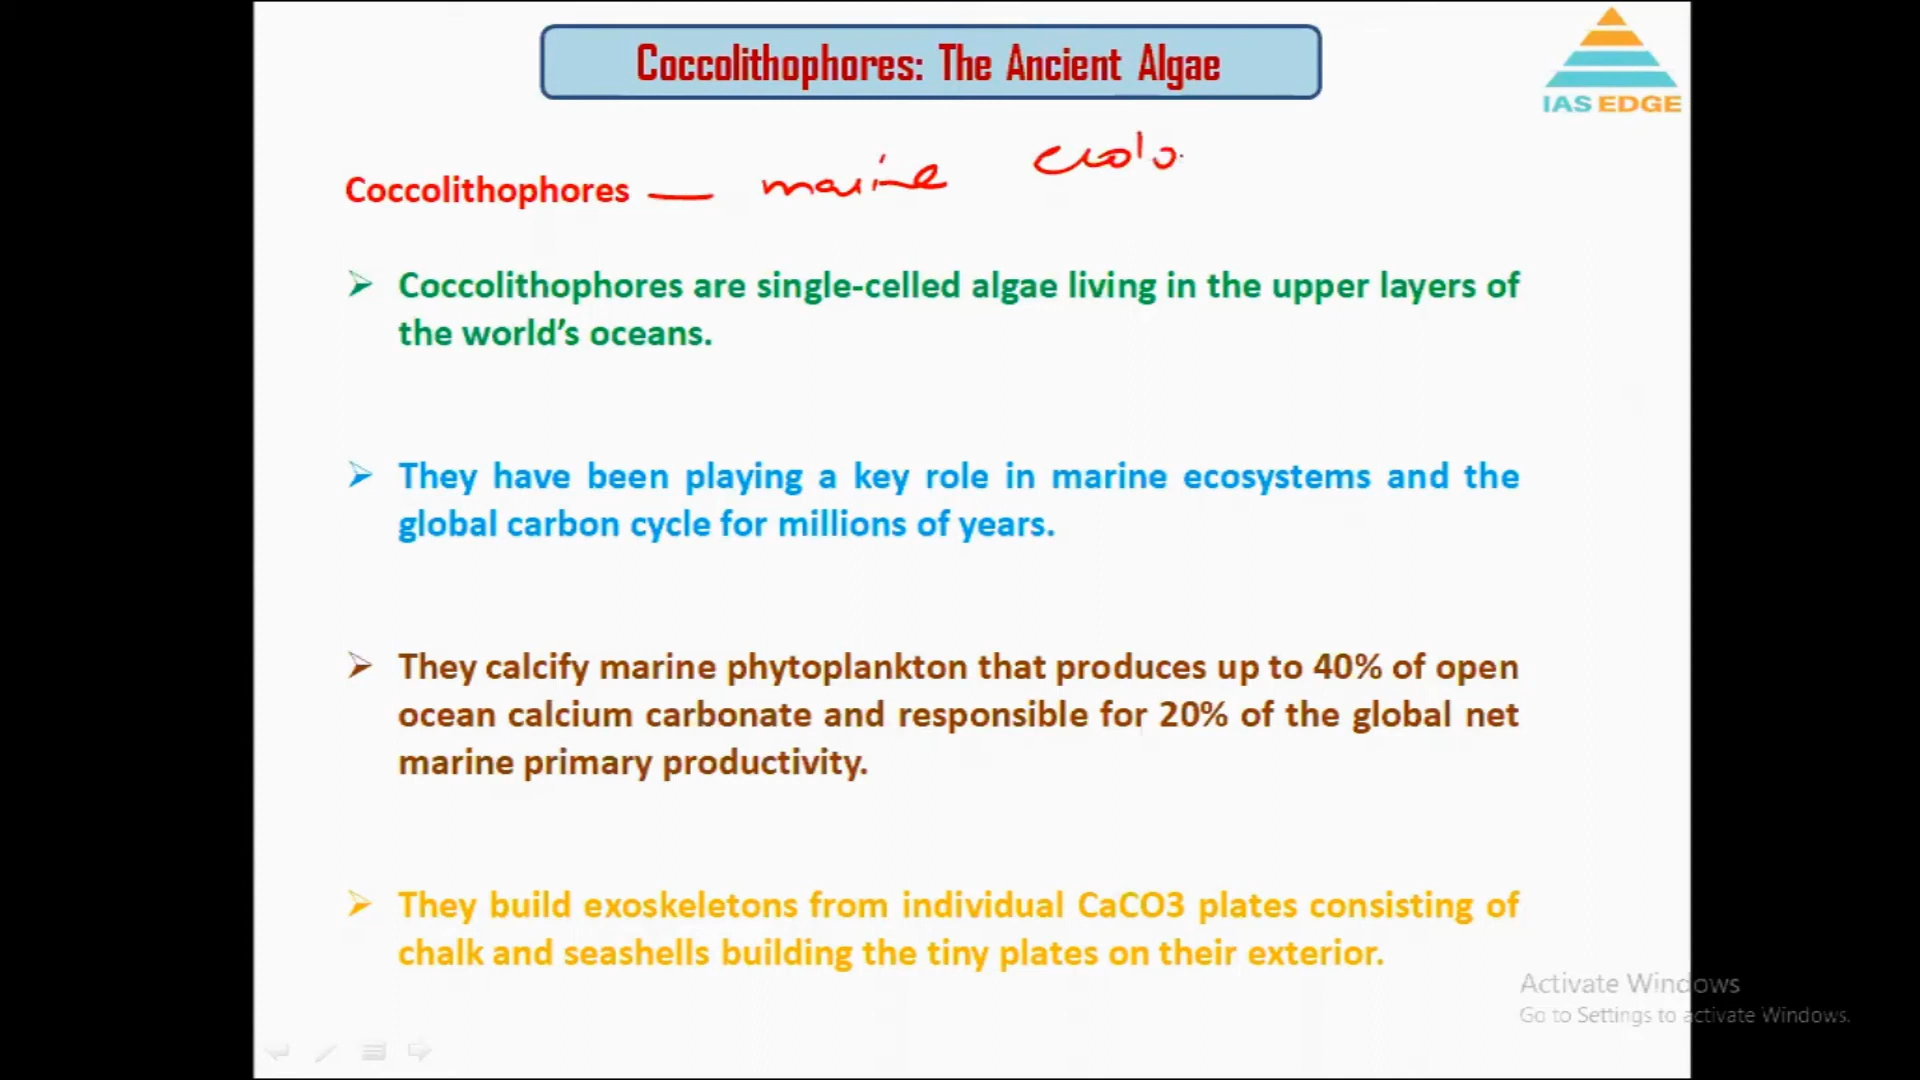 Coccolithophores: The Ancient Algae
IAS EDGE
Coccolithophores — marine
➢ Coccolithophores are single-celled algae living in the upper layers of
the world’s oceans.
➢ They have been playing a key role in marine ecosystems and the
global carbon cycle for millions of years.
➢ They calcify marine phytoplankton that produces up to 40% of open
ocean calcium carbonate and responsible for 20% of the global net
marine primary productivity.
➢ They build exoskeletons from individual CaCO3 plates consisting of
chalk and seashells building the tiny plates on their exterior.
Activate Windows
Go to Settings to activate Windows.